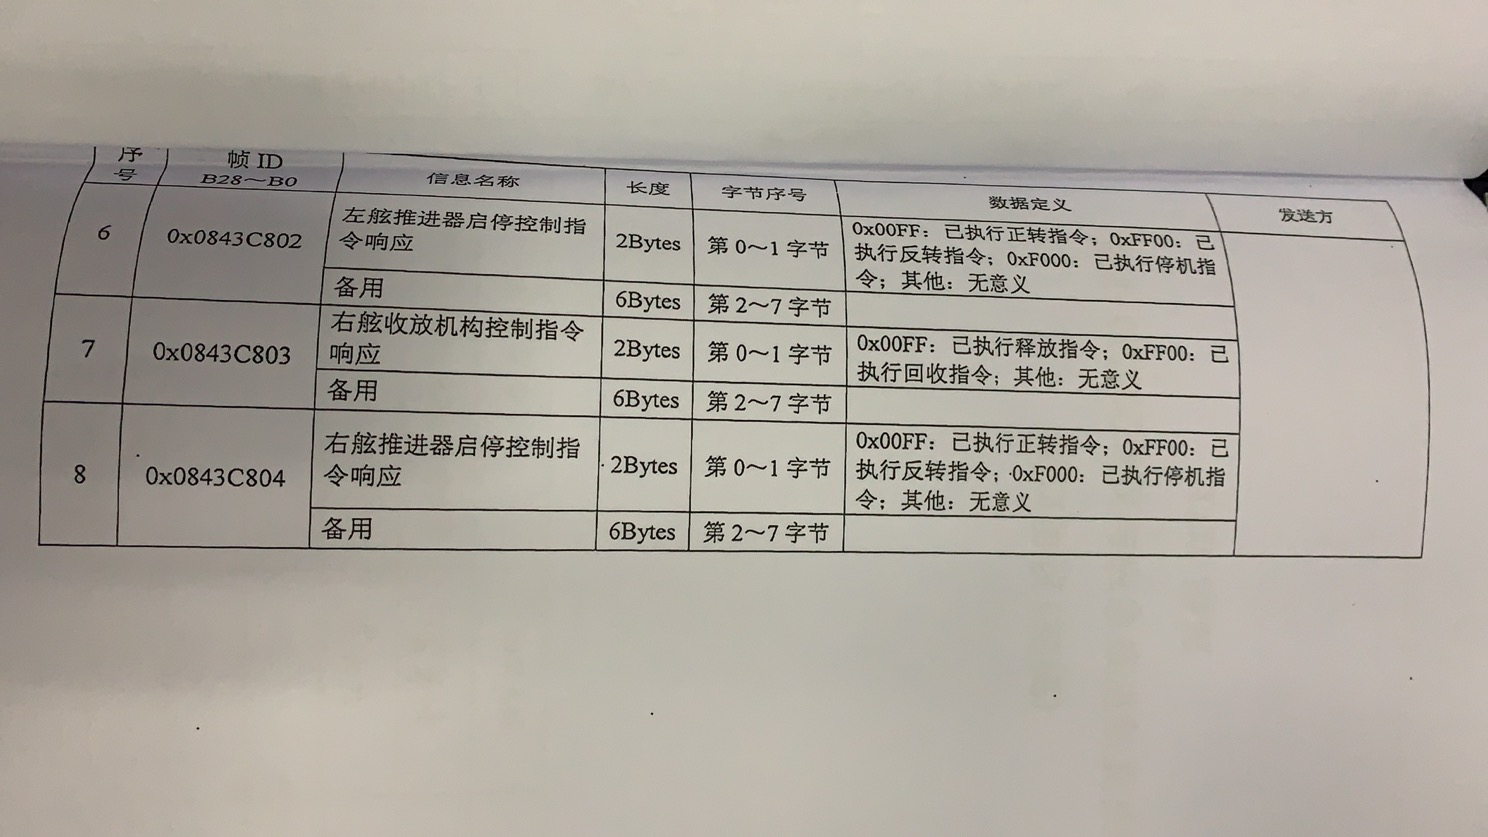 序号 帧ID B28～B0 信息名称 长度 字节序号 数据定义 发送方
6 0x0843C802 左舷推进器启停控制指令响应 2Bytes 第 0～1 字节 0x00FF：已执行正转指令；0xFF00：已执行反转指令；0xF000：已执行停机指令；其他：无意义
备用 6Bytes 第 2～7 字节
7 0x0843C803 右舷收放机构控制指令响应 2Bytes 第 0～1 字节 0x00FF：已执行释放指令；0xFF00：已执行回收指令；其他：无意义
备用 6Bytes 第 2～7 字节
8 0x0843C804 右舷推进器启停控制指令响应 2Bytes 第 0～1 字节 0x00FF：已执行正转指令；0xFF00：已执行反转指令；0xF000：已执行停机指令；其他：无意义
备用 6Bytes 第 2～7 字节